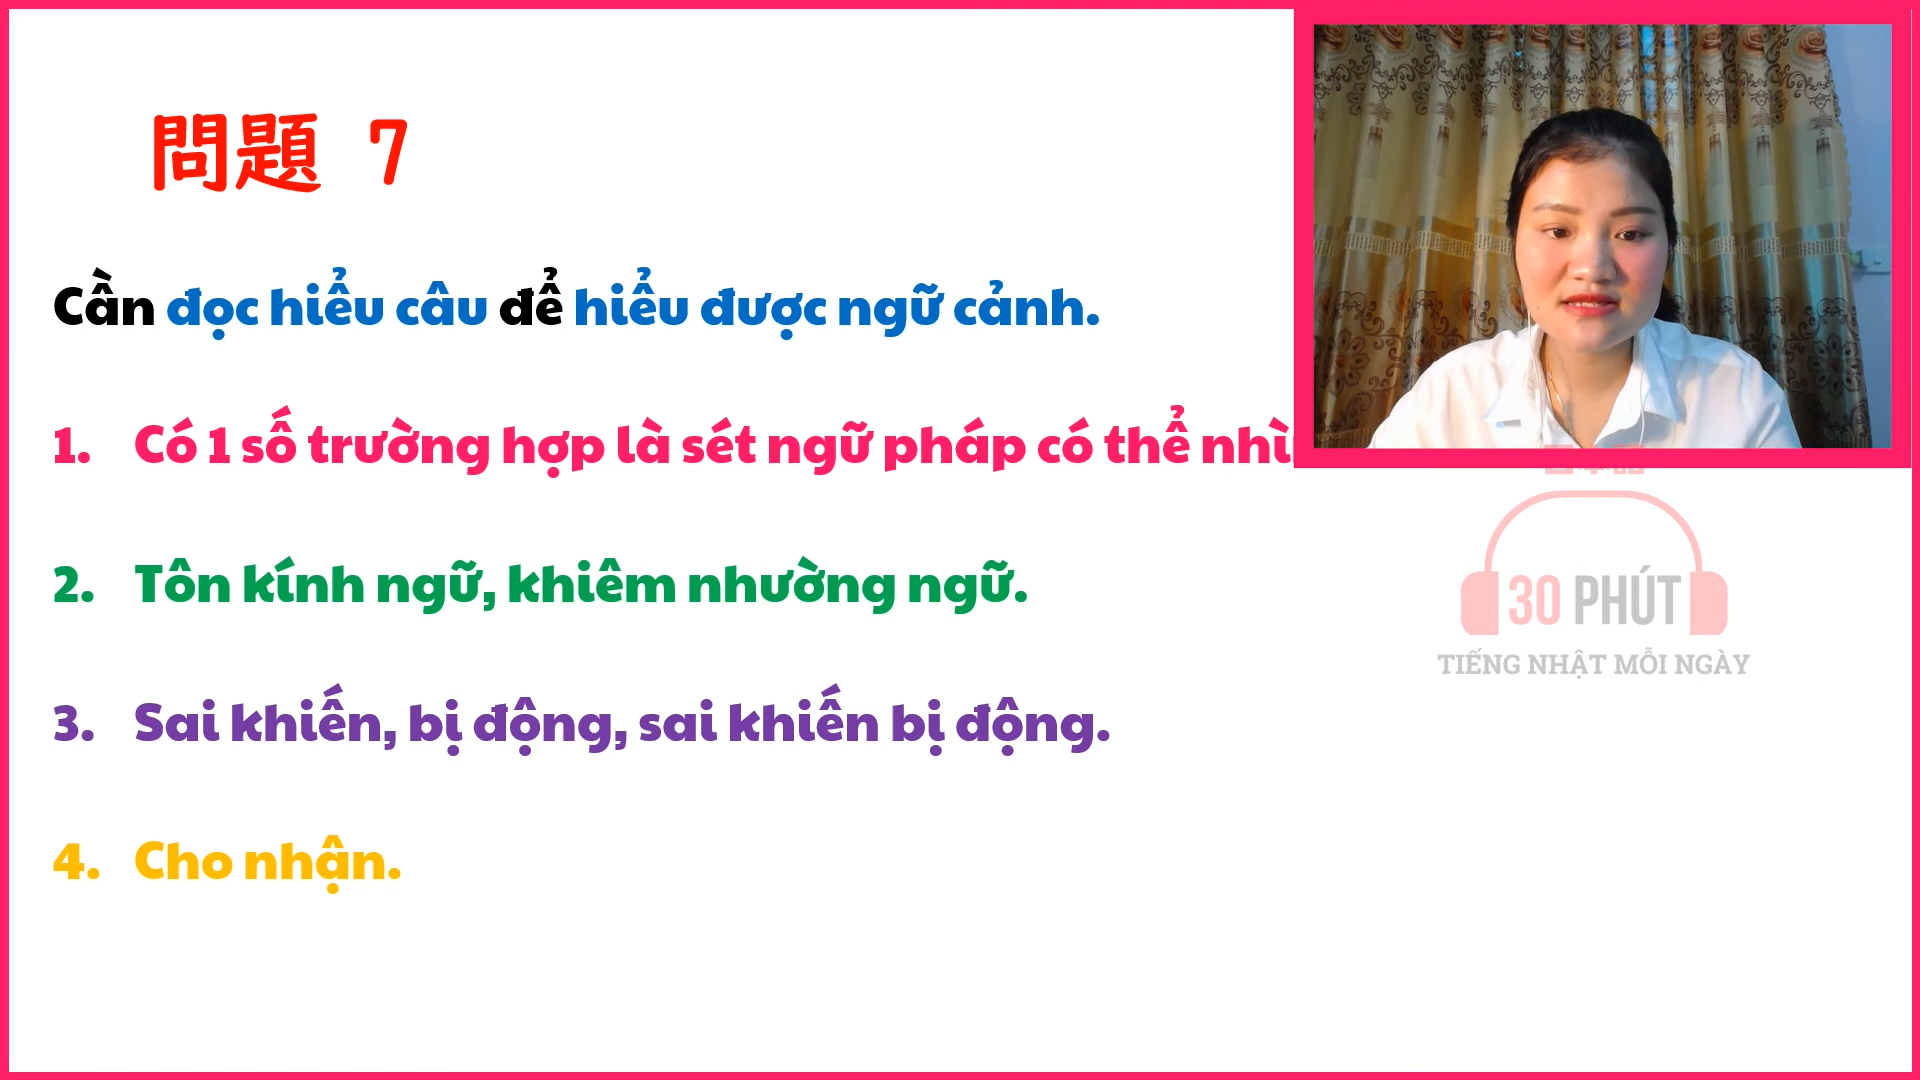 問題 7
Cần đọc hiểu câu để hiểu được ngữ cảnh.
1. Có 1 số trường hợp là sét ngữ pháp có thể
2. Tôn kính ngữ, khiêm nhường ngữ.
3. Sai khiến, bị động, sai khiến bị động.
4. Cho nhận.
30 PHÚT
TIẾNG NHẬT MỖI NGÀY